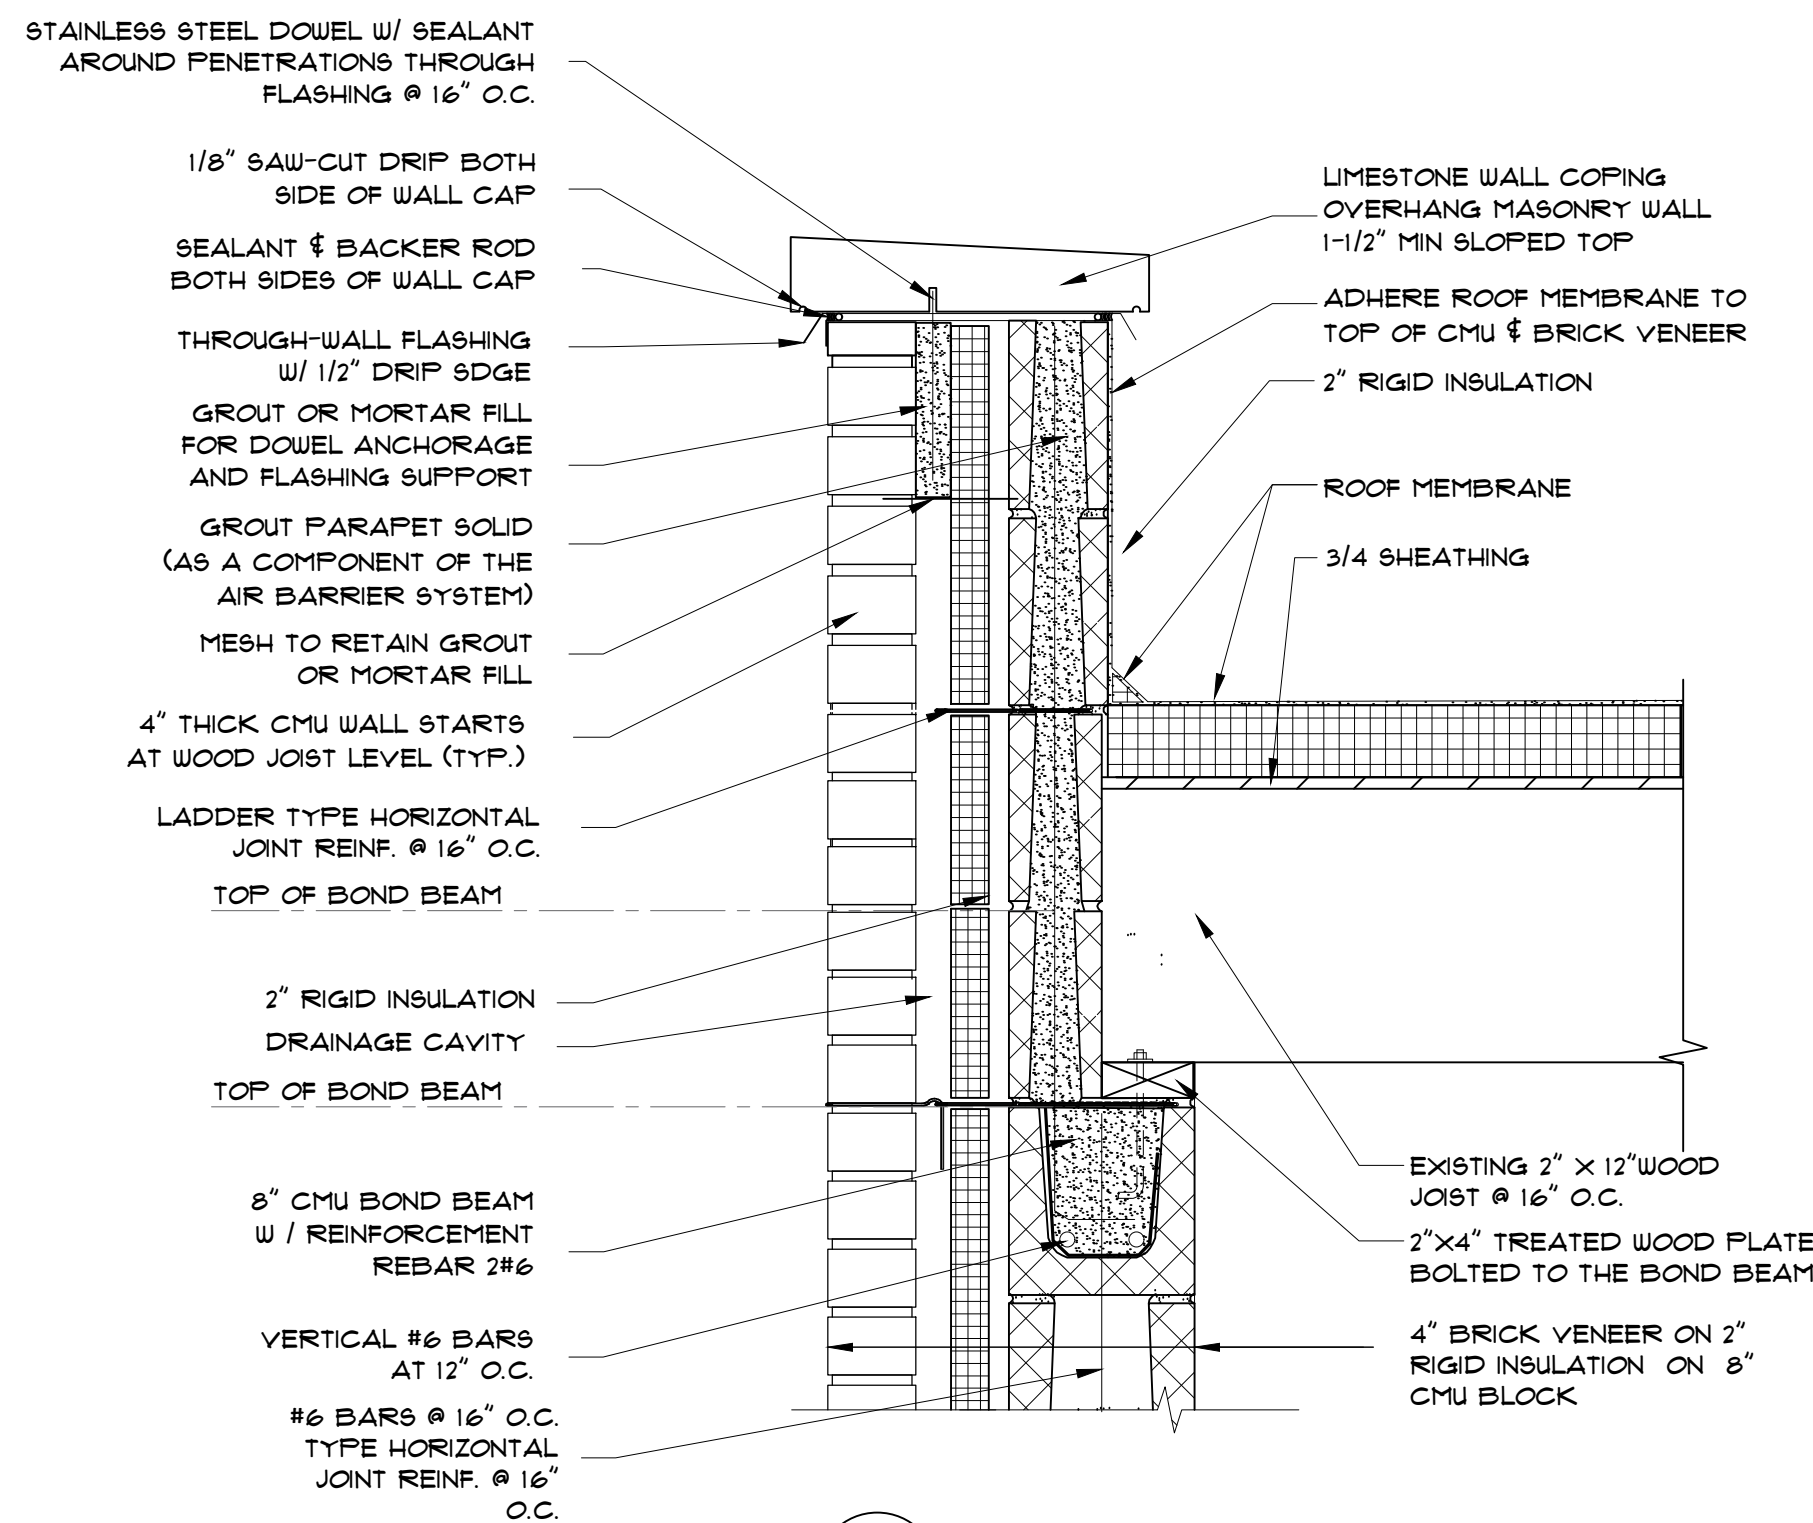 STAINLESS STEEL DOWEL W/ SEALANT
AROUND PENETRATIONS THROUGH
FLASHING @ 16" O.C.
1/8" SAW-CUT DRIP BOTH
SIDE OF WALL CAP
SEALANT & BACKER ROD
BOTH SIDES OF WALL CAP
THROUGH-WALL FLASHING
W/ 1/2" DRIP SDGE
GROUT OR MORTAR FILL
FOR DOWEL ANCHORAGE
AND FLASHING SUPPORT
GROUT PARAPET SOLID
(AS A COMPONENT OF THE
AIR BARRIER SYSTEM)
MESH TO RETAIN GROUT
OR MORTAR FILL
4" THICK CMU WALL STARTS
AT WOOD JOIST LEVEL (TYP.)
LADDER TYPE HORIZONTAL
JOINT REINF. @ 16" O.C.
TOP OF BOND BEAM
2" RIGID INSULATION
DRAINAGE CAVITY
TOP OF BOND BEAM
8" CMU BOND BEAM
W / REINFORCEMENT
REBAR 2#6
VERTICAL #6 BARS
AT 12" O.C.
#6 BARS @ 16" O.C.
TYPE HORIZONTAL
JOINT REINF. @ 16"
O.C.
LIMESTONE WALL COPING
OVERHANG MASONRY WALL
1-1/2" MIN SLOPED TOP
ADHERE ROOF MEMBRANE TO
TOP OF CMU & BRICK VENEER
2" RIGID INSULATION
ROOF MEMBRANE
3/4 SHEATHING
EXISTING 2" X 12"WOOD
JOIST @ 16" O.C.
2"X4" TREATED WOOD PLATE
BOLTED TO THE BOND BEAM
4" BRICK VENEER ON 2"
RIGID INSULATION ON 8"
CMU BLOCK